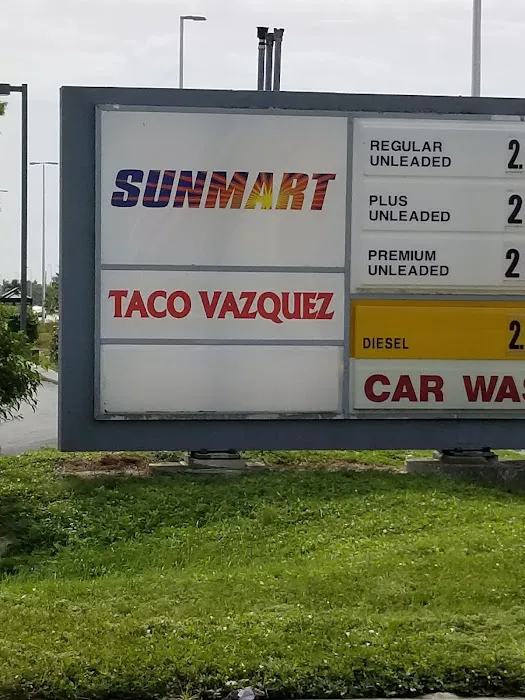 SUNMART
TACO VAZQUEZ
REGULAR
UNLEADED 2.
PLUS
UNLEADED 2
PREMIUM
UNLEADED 2
DIESEL 2.
CAR WAS